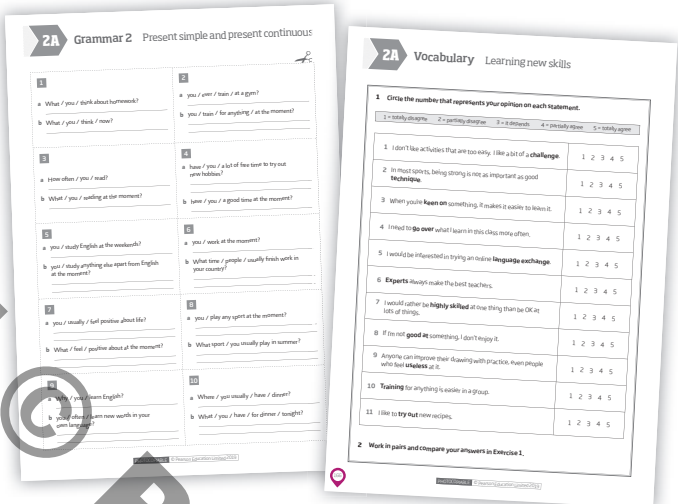 2A Grammar 2 Present simple and present continuous
1
a What / you / think about homework?
b What / you / think / now?
2
a you / ever / train / at a gym?
b you / train / for anything / at the moment?
3
a How often / you / read?
b What / you / reading at the moment?
4
a have / you / a lot of free time to try out
new hobbies?
b have / you / a good time at the moment?
5
a you / study English at the weekends?
b you / study anything else apart from English
at the moment?
6
a you / work at the moment?
b What time / people / usually finish work in
your country?
7
a you / usually / feel positive about life?
b What / feel / positive about at the moment?
8
a you / play any sport at the moment?
b What sport / you usually play in summer?
9
a Why / you / learn English?
b you / often / learn new words in your
own language?
10
a Where / you usually / have / dinner?
b What / you / have / for dinner / tonight?
© Pearson Education Limited
2A Vocabulary Learning new skills
1 Circle the number that represents your opinion on each statement.
1 = totally disagree 2 = partially disagree 3 = it depends 4 = partially agree 5 = totally agree
1 I don't like activities that are too easy. I like a bit of a challenge. 1 2 3 4 5
2 In most sports, being strong is not as important as good
technique. 1 2 3 4 5
3 When you're keen on something, it makes it easier to learn it. 1 2 3 4 5
4 I need to go over what I learn in this class more often. 1 2 3 4 5
5 I would be interested in trying an online language exchange. 1 2 3 4 5
6 Experts always make the best teachers. 1 2 3 4 5
7 I would rather be highly skilled at one thing than be OK at
lots of things. 1 2 3 4 5
8 If I'm not good at something, I don't enjoy it. 1 2 3 4 5
9 Anyone can improve their drawing with practice, even people
who feel useless at it. 1 2 3 4 5
10 Training for anything is easier in a group. 1 2 3 4 5
11 I like to try out new recipes. 1 2 3 4 5
2 Work in pairs and compare your answers in Exercise 1.
© Pearson Education Limited
©